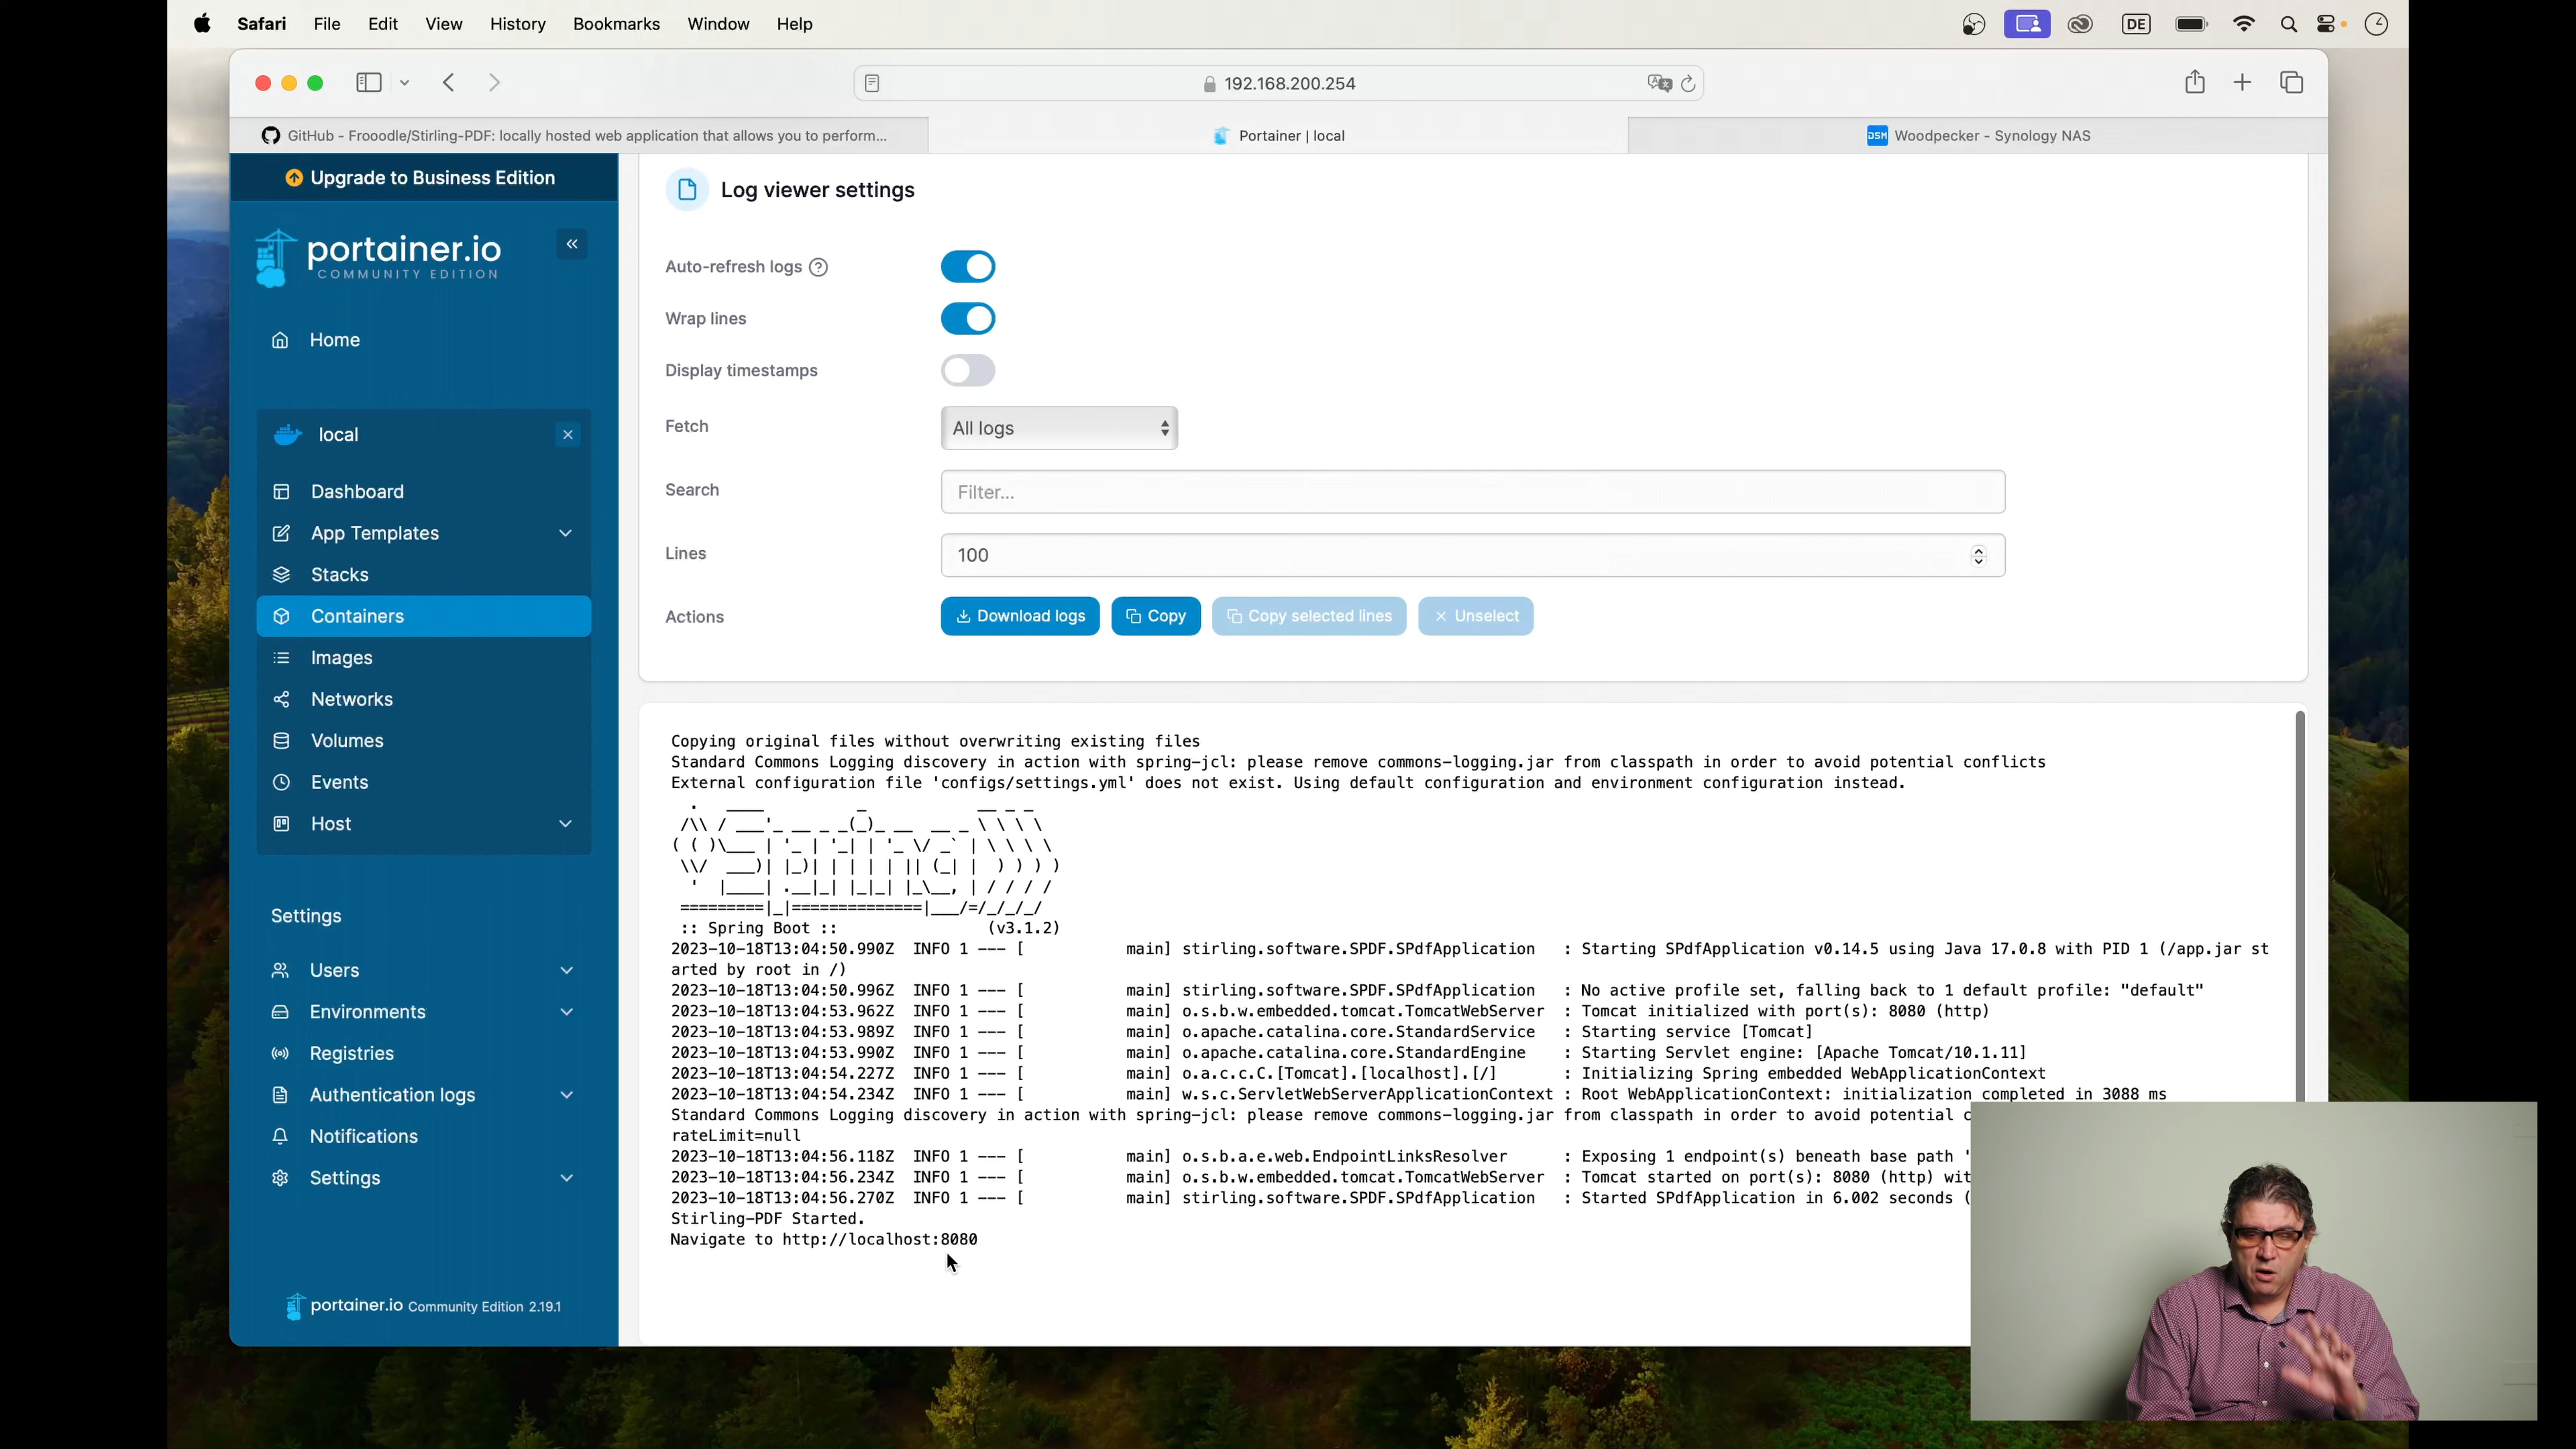 Safari File Edit View History Bookmarks Window Help DE
192.168.200.254
GitHub - Frooodle/Stirling-PDF: locally hosted web application that allows you to perform...
Portainer | local
DSM Woodpecker - Synology NAS
Upgrade to Business Edition
portainer.io
COMMUNITY EDITION
Home
local
Dashboard
App Templates
Stacks
Containers
Images
Networks
Volumes
Events
Host
Settings
Users
Environments
Registries
Authentication logs
Notifications
Settings
portainer.io Community Edition 2.19.1
Log viewer settings
Auto-refresh logs
Wrap lines
Display timestamps
Fetch All logs
Search Filter...
Lines 100
Actions Download logs Copy Copy selected lines Unselect
Copying original files without overwriting existing files
Standard Commons Logging discovery in action with spring-jcl: please remove commons-logging.jar from classpath in order to avoid potential conflicts
External configuration file 'configs/settings.yml' does not exist. Using default configuration and environment configuration instead.
Spring
:: Spring Boot :: (v3.1.2)
2023-10-18T13:04:50.990Z INFO 1 --- [ main] stirling.software.SPDF.SPdfApplication : Starting SPdfApplication v0.14.5 using Java 17.0.8 with PID 1 (/app.jar st
arted by root in /)
2023-10-18T13:04:50.996Z INFO 1 --- [ main] stirling.software.SPDF.SPdfApplication : No active profile set, falling back to 1 default profile: "default"
2023-10-18T13:04:53.962Z INFO 1 --- [ main] o.s.b.w.embedded.tomcat.TomcatWebServer : Tomcat initialized with port(s): 8080 (http)
2023-10-18T13:04:53.989Z INFO 1 --- [ main] o.apache.catalina.core.StandardService : Starting service [Tomcat]
2023-10-18T13:04:53.990Z INFO 1 --- [ main] o.apache.catalina.core.StandardEngine : Starting Servlet engine: [Apache Tomcat/10.1.11]
2023-10-18T13:04:54.227Z INFO 1 --- [ main] o.a.c.c.C.[Tomcat].[localhost].[/] : Initializing Spring embedded WebApplicationContext
2023-10-18T13:04:54.234Z INFO 1 --- [ main] w.s.c.ServletWebServerApplicationContext : Root WebApplicationContext: initialization completed in 3088 ms
Standard Commons Logging discovery in action with spring-jcl: please remove commons-logging.jar from classpath in order to avoid potential c
rateLimit=null
2023-10-18T13:04:56.118Z INFO 1 --- [ main] o.s.b.a.e.web.EndpointLinksResolver : Exposing 1 endpoint(s) beneath base path '
2023-10-18T13:04:56.234Z INFO 1 --- [ main] o.s.b.w.embedded.tomcat.TomcatWebServer : Tomcat started on port(s): 8080 (http) wit
2023-10-18T13:04:56.270Z INFO 1 --- [ main] stirling.software.SPDF.SPdfApplication : Started SPdfApplication in 6.002 seconds (
Stirling-PDF Started.
Navigate to http://localhost:8080